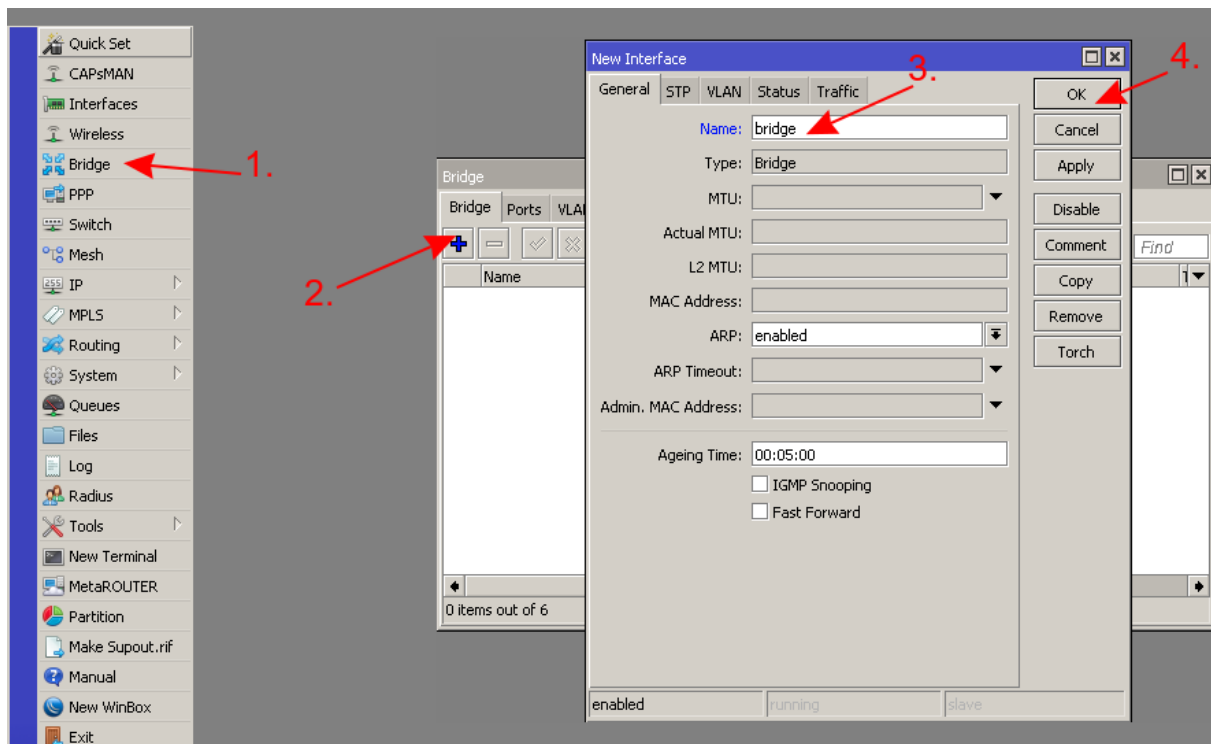 Quick Set
CAPsMAN
Interfaces
Wireless
Bridge
PPP
Switch
Mesh
255
IP
MPLS
Routing
System
Queues
Files
Log
Radius
Tools
New Terminal
MetaROUTER
Partition
Make Supout.rif
Manual
New WinBox
Exit
1.
2.
Bridge
Bridge Ports
Find
Name
0 items out of 6
New Interface
3.
4.
General STP VLAN Status Traffic
Name: bridge
Type: Bridge
MTU:
Actual MTU:
L2 MTU:
MAC Address:
ARP: enabled
ARP Timeout:
Admin. MAC Address:
Ageing Time: 00:05:00
IGMP Snooping
Fast Forward
OK
Cancel
Apply
Disable
Comment
Copy
Remove
Torch
enabled running slave